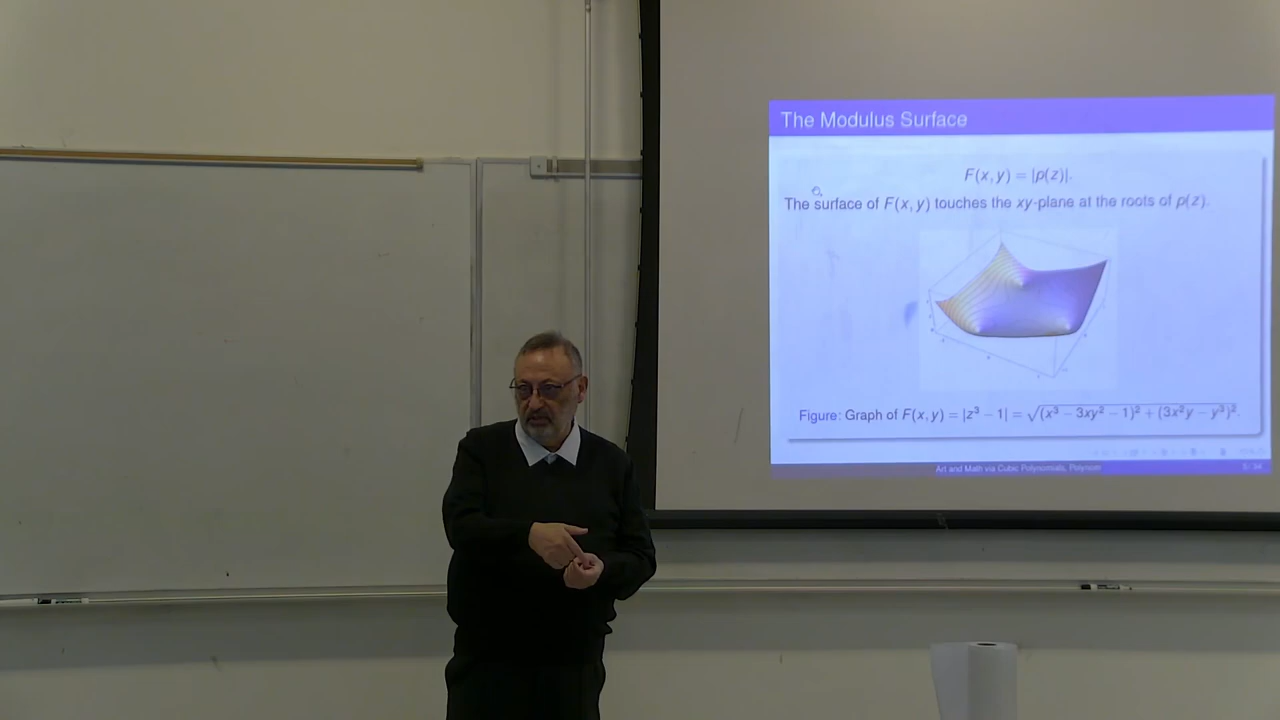 The Modulus Surface
F(x, y) = |p(z)|.
The surface of F(x, y) touches the xy-plane at the roots of p(z).
Figure: Graph of F(x, y) = |z³ − 1| = √(x³ − 3xy² − 1)² + (3x²y − y³)².
Art and Math via Cubic Polynomials, Polynom